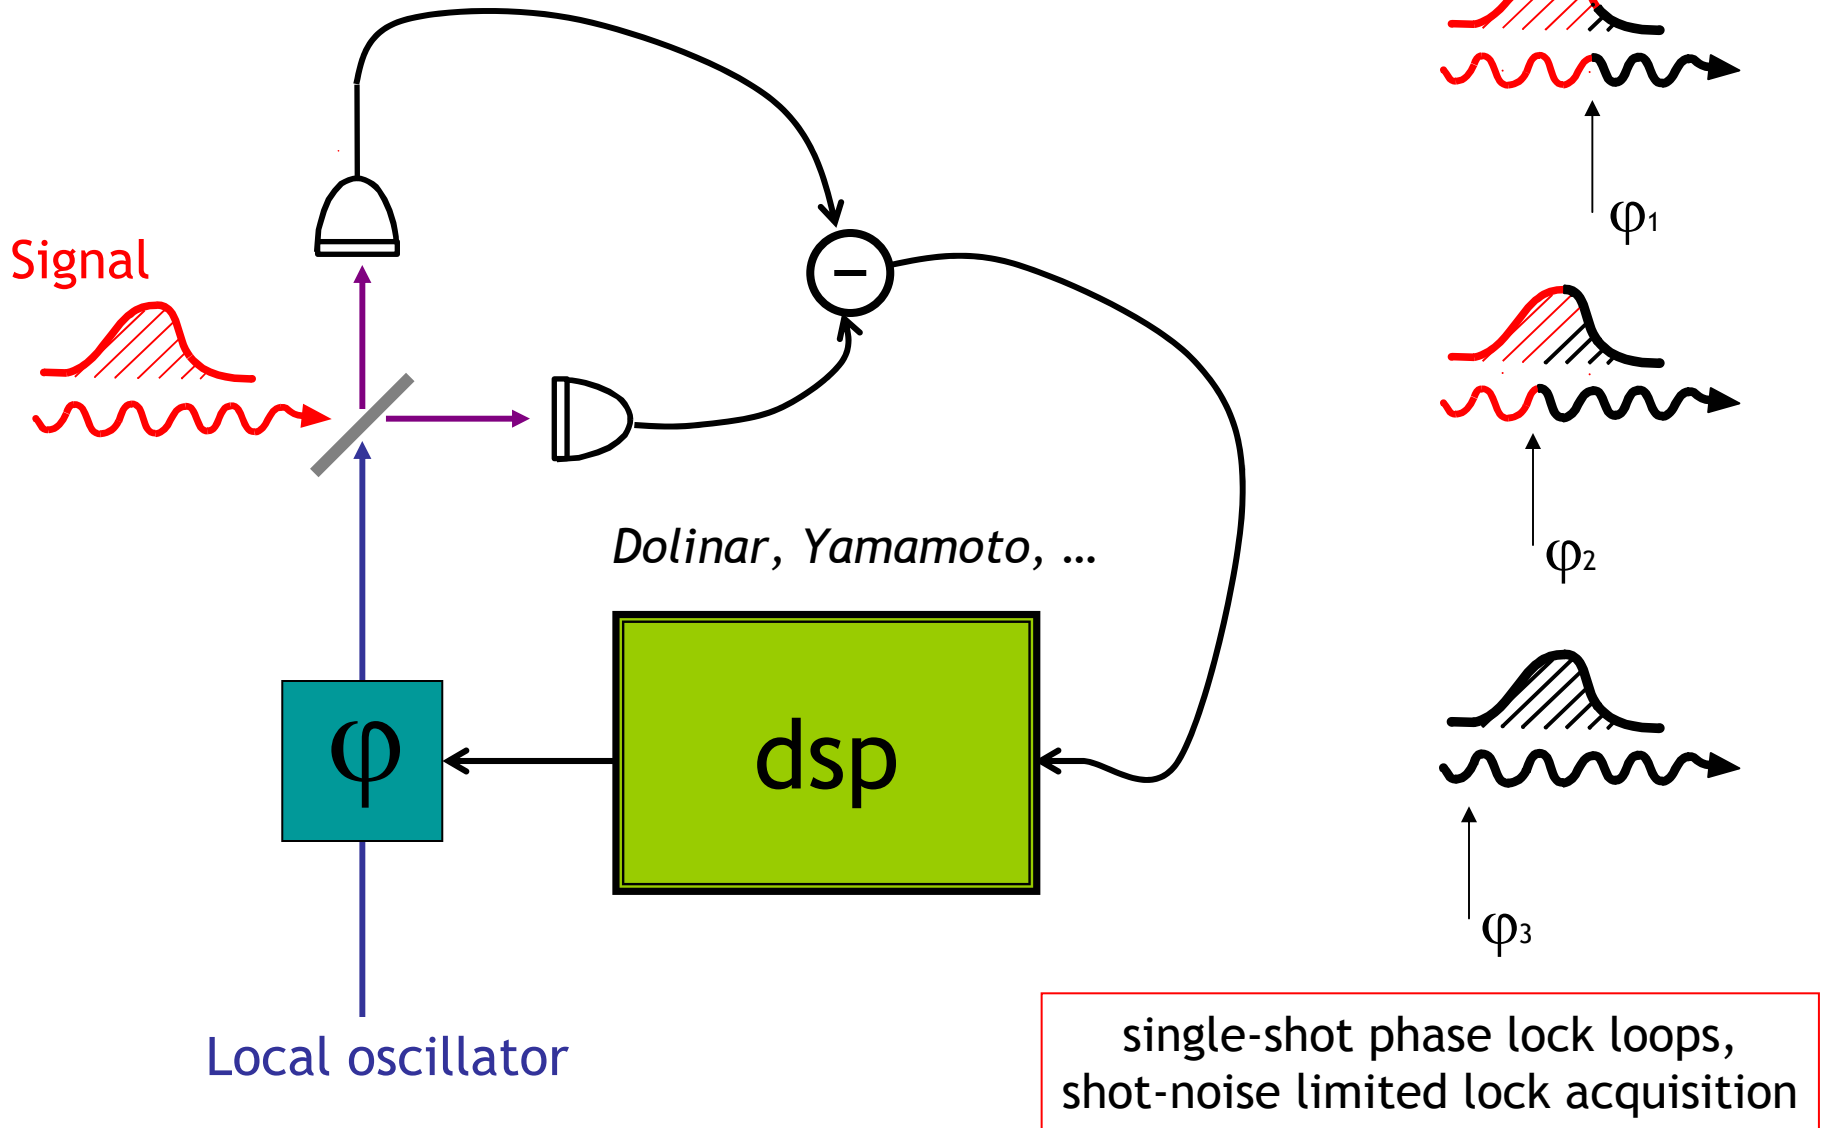 φ1
Signal
−
Dolinar, Yamamoto, …
φ2
φ
dsp
φ3
Local oscillator
single-shot phase lock loops,
shot-noise limited lock acquisition